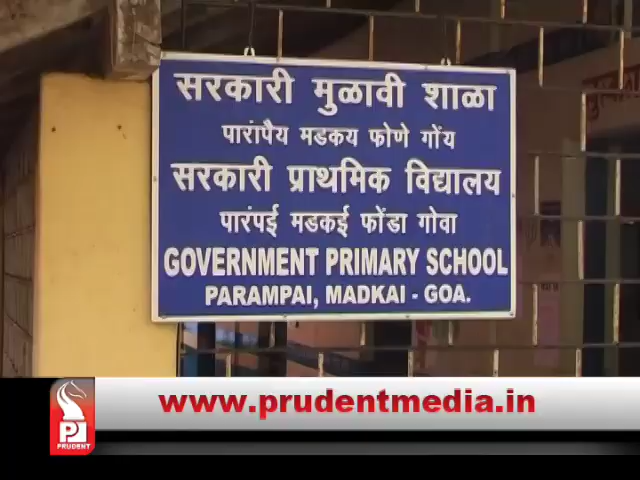 सरकारी मुळावी शाळा
पारांपैय मडकय फोणे गोंय
सरकारी प्राथमिक विद्यालय
पारंपई मडकई फोंडा गोवा
GOVERNMENT PRIMARY SCHOOL
PARAMPAI, MADKAI - GOA.
www.prudentmedia.in
P
PRUDENT